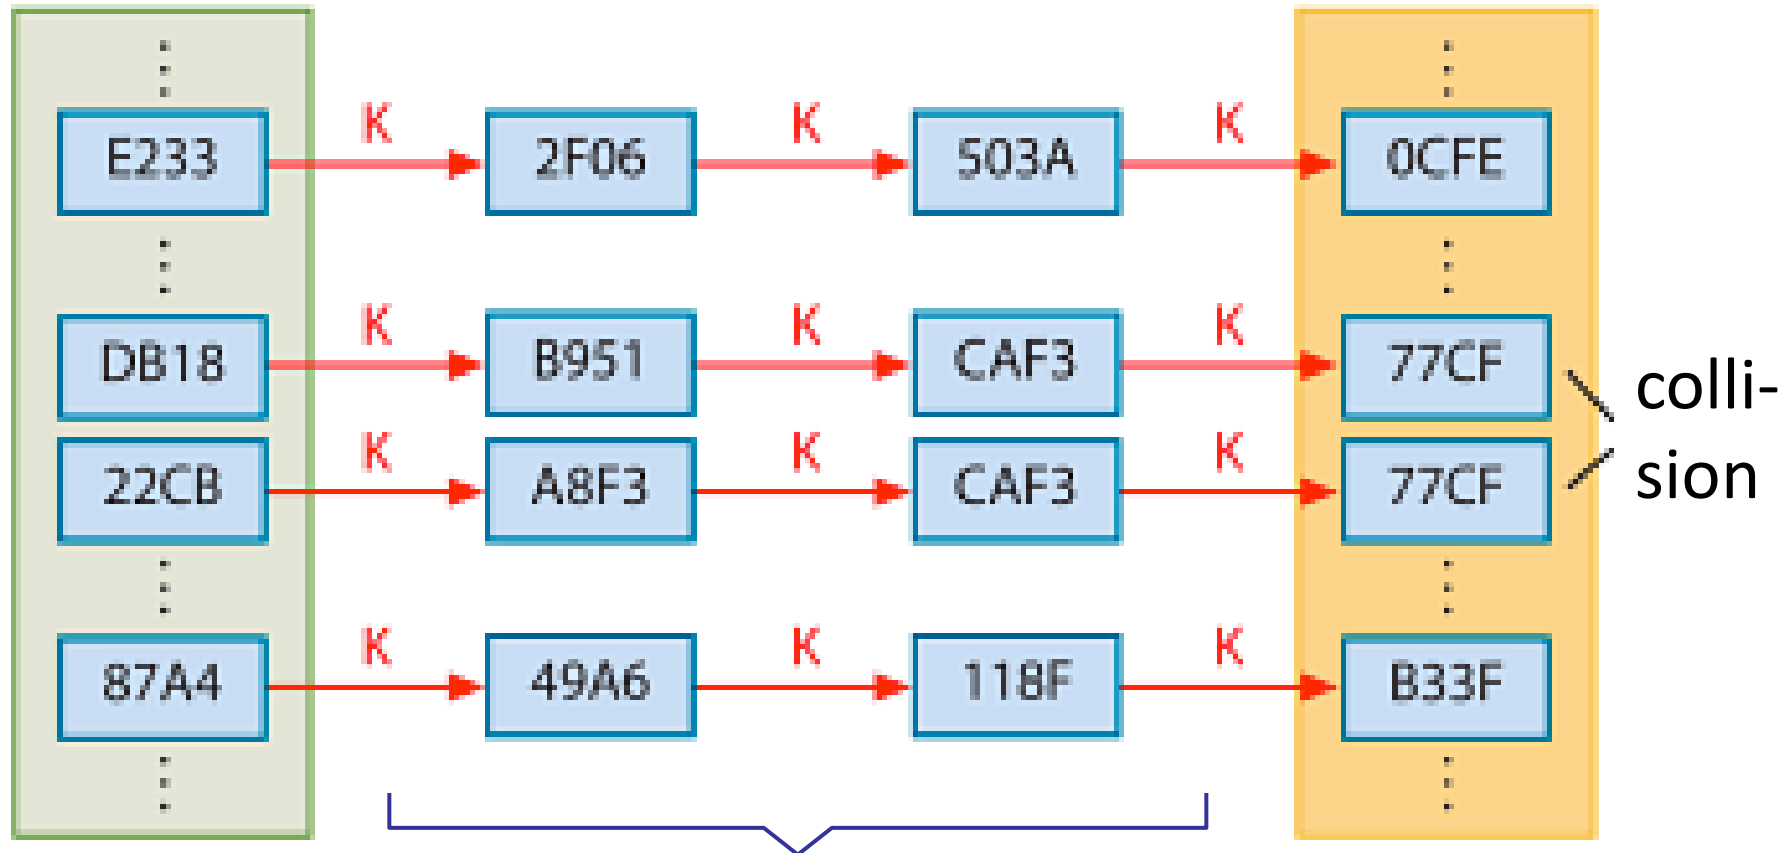 K K K
E233 2F06 503A 0CFE
K K K
DB18 B951 CAF3 77CF
colli-
K K K
22CB A8F3 CAF3 77CF
sion
K K K
87A4 49A6 118F B33F